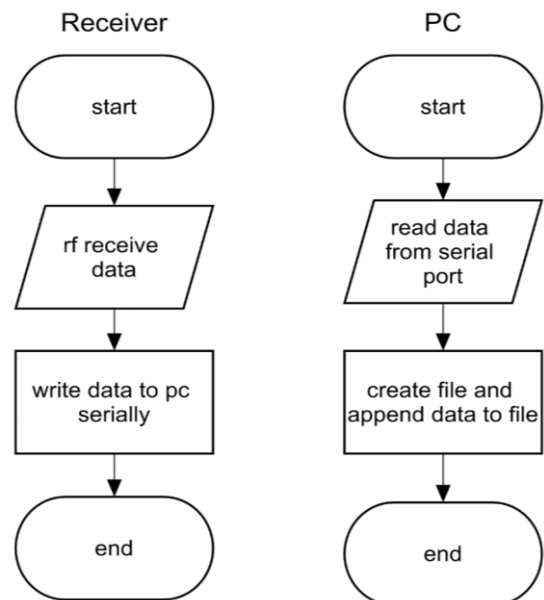 Receiver
start
rf receive
data
write data to pc
serially
end
PC
start
read data
from serial
port
create file and
append data to file
end